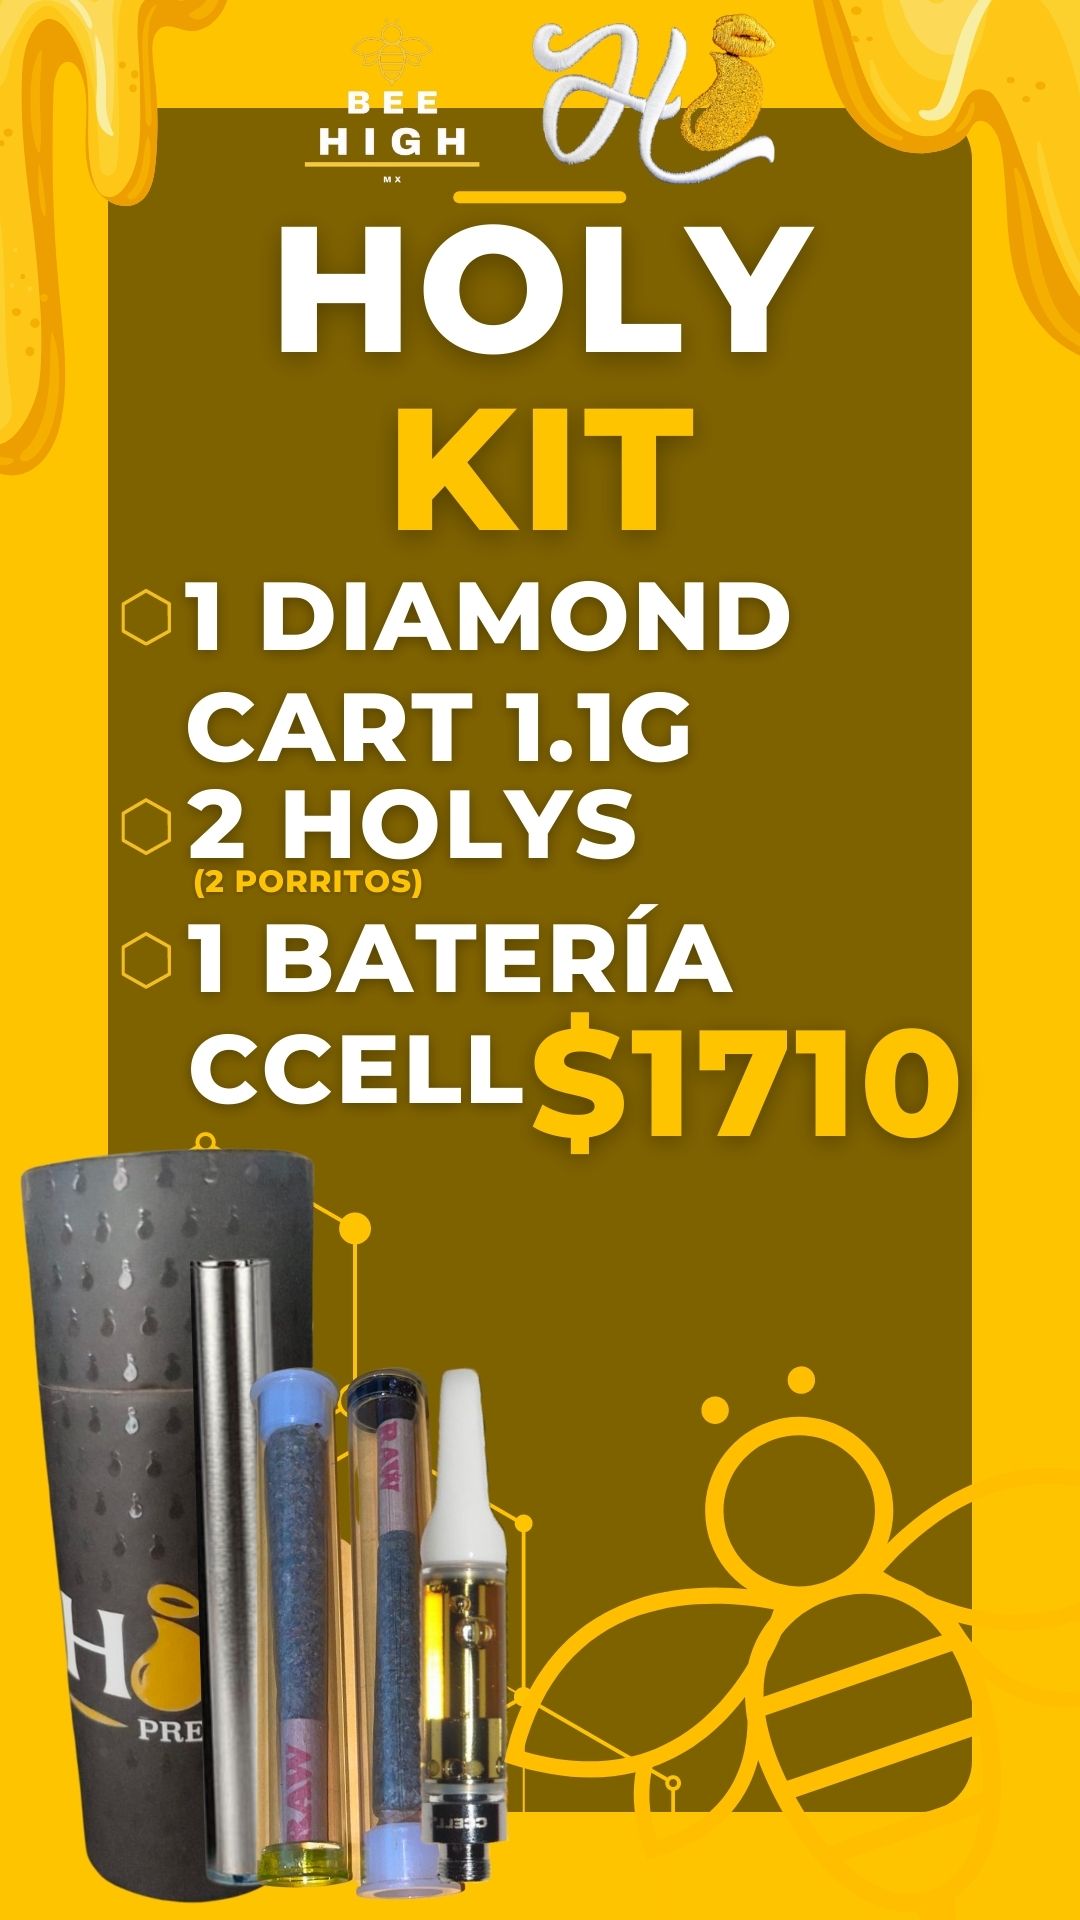 BEE
HIGH
MX
H
HOLY
KIT
1 DIAMOND
CART 1.1G
2 HOLYS
(2 PORRITOS)
1 BATERÍA
CCELL
$1710
RAW
H
PRE
RAW
CCELL